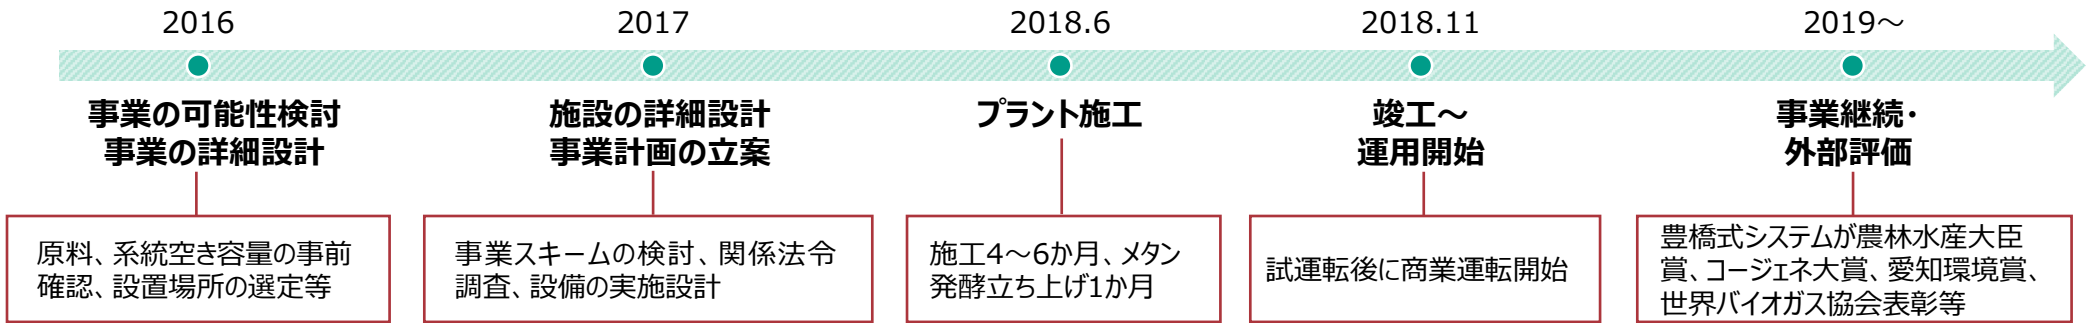 2016
2017
2018.6
2018.11
2019～
事業の可能性検討
事業の詳細設計
施設の詳細設計
事業計画の立案
プラント施工
竣工～
運用開始
事業継続・
外部評価
原料、系統空き容量の事前
確認、設置場所の選定等
事業スキームの検討、関係法令
調査、設備の実施設計
施工4～6か月、メタン
発酵立ち上げ1か月
試運転後に商業運転開始
豊橋式システムが農林水産大臣
賞、コージェネ大賞、愛知環境賞、
世界バイオガス協会表彰等